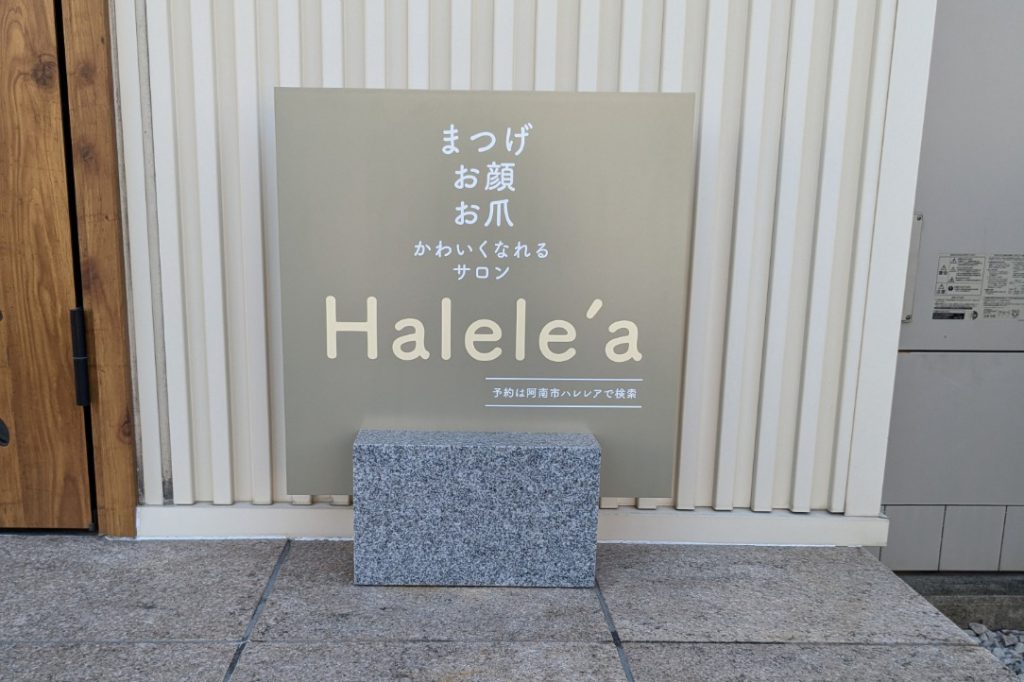 まつげ
お顔
お爪
かわいくなれる
サロン
Halele'a
予約は阿南市ハレレアで検索